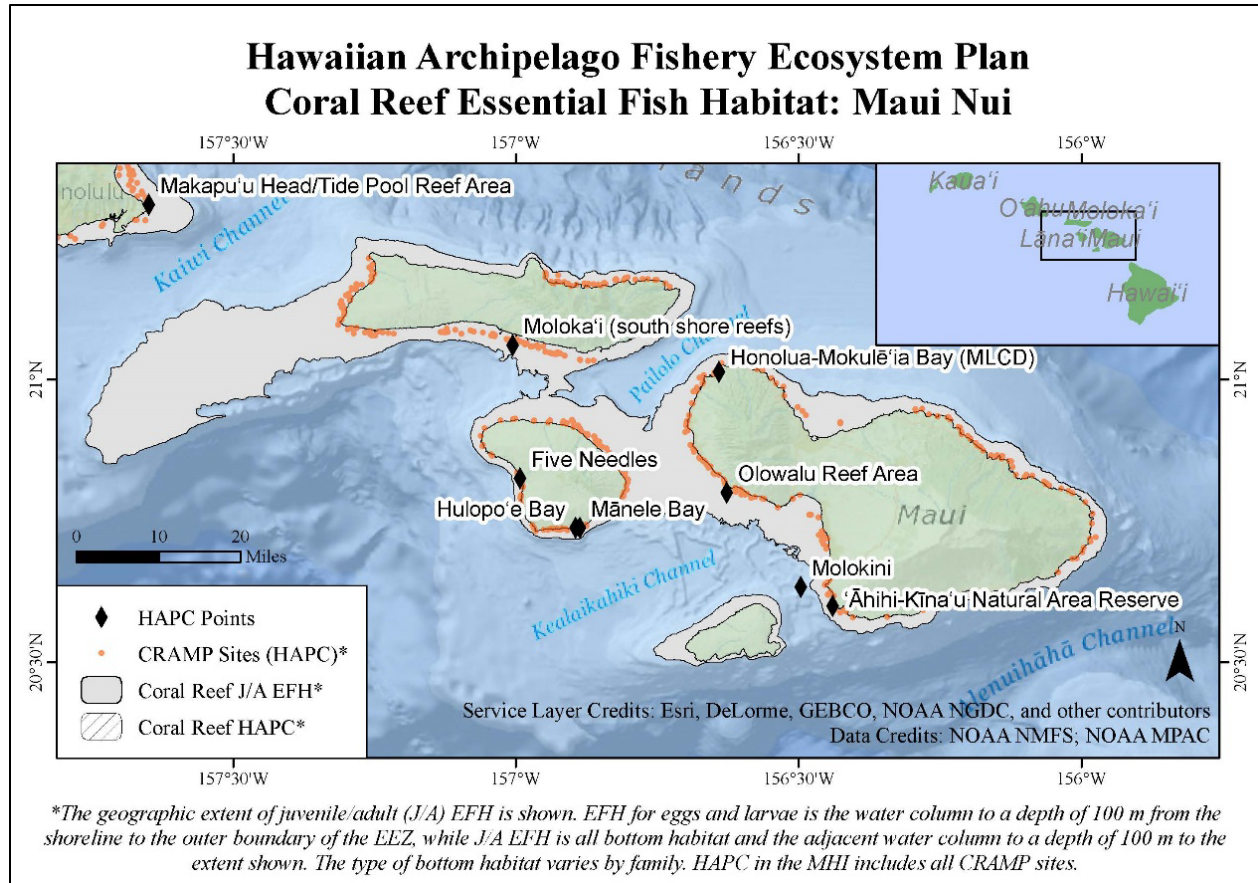 Hawaiian Archipelago Fishery Ecosystem Plan
Coral Reef Essential Fish Habitat: Maui Nui
157°30'W
157°W
156°30'W
156°W
nolulu
Makapu‘u Head/Tide Pool Reef Area
Kaiwi Channel
ands
Kaua‘i
O‘ahu
Moloka‘i
Lāna‘i
Maui
Hawai‘i
Moloka‘i (south shore reefs)
Pailolo Channel
Honolua-Mokulē‘ia Bay (MLCD)
21°N
21°N
Five Needles
Olowalu Reef Area
Hulopo‘e Bay
Mānele Bay
Maui
0 10 20
Miles
Kealaikahiki Channel
Molokini
‘Āhihi-Kīna‘u Natural Area Reserve
Alenuihāhā Channel
N
20°30'N
20°30'N
HAPC Points
CRAMP Sites (HAPC)*
Coral Reef J/A EFH*
Coral Reef HAPC*
Service Layer Credits: Esri, DeLorme, GEBCO, NOAA NGDC, and other contributors
Data Credits: NOAA NMFS; NOAA MPAC
157°30'W
157°W
156°30'W
156°W
*The geographic extent of juvenile/adult (J/A) EFH is shown. EFH for eggs and larvae is the water column to a depth of 100 m from the
shoreline to the outer boundary of the EEZ, while J/A EFH is all bottom habitat and the adjacent water column to a depth of 100 m to the
extent shown. The type of bottom habitat varies by family. HAPC in the MHI includes all CRAMP sites.